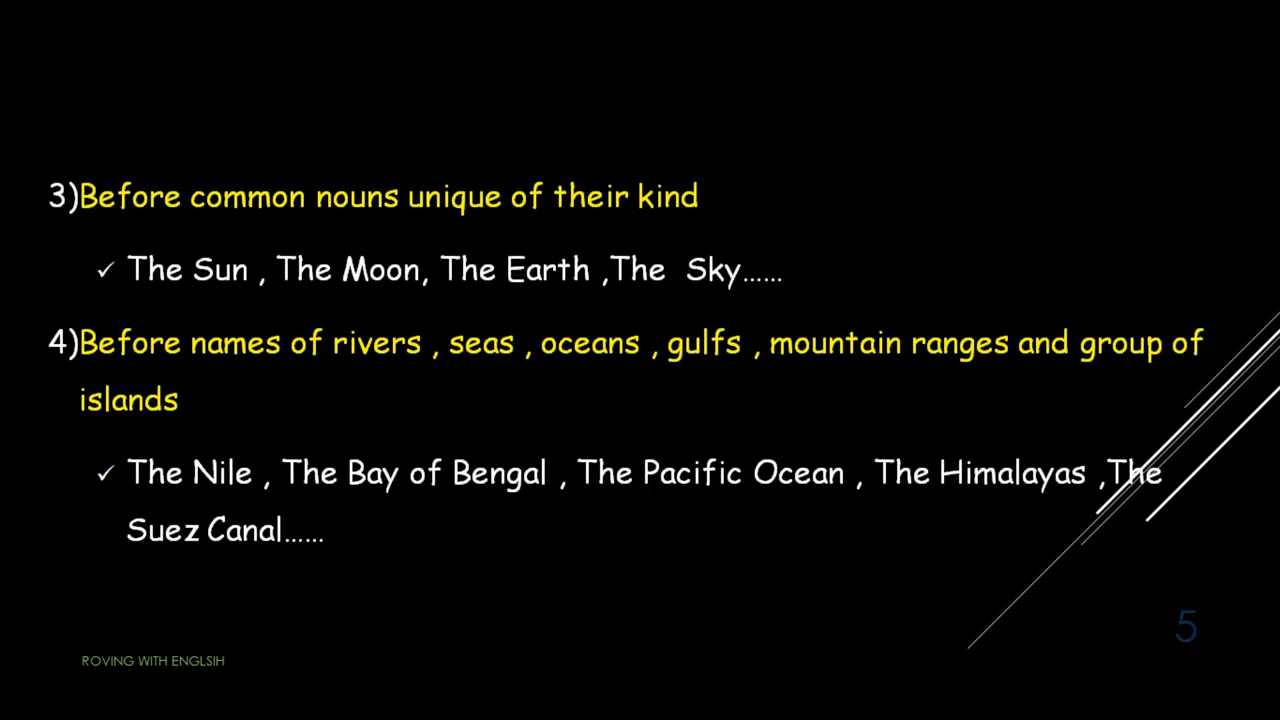 3)Before common nouns unique of their kind
✓ The Sun , The Moon, The Earth ,The  Sky……
4)Before names of rivers , seas , oceans , gulfs , mountain ranges and group of
islands
✓ The Nile , The Bay of Bengal , The Pacific Ocean , The Himalayas ,The
Suez Canal……
5
ROVING WITH ENGLSIH